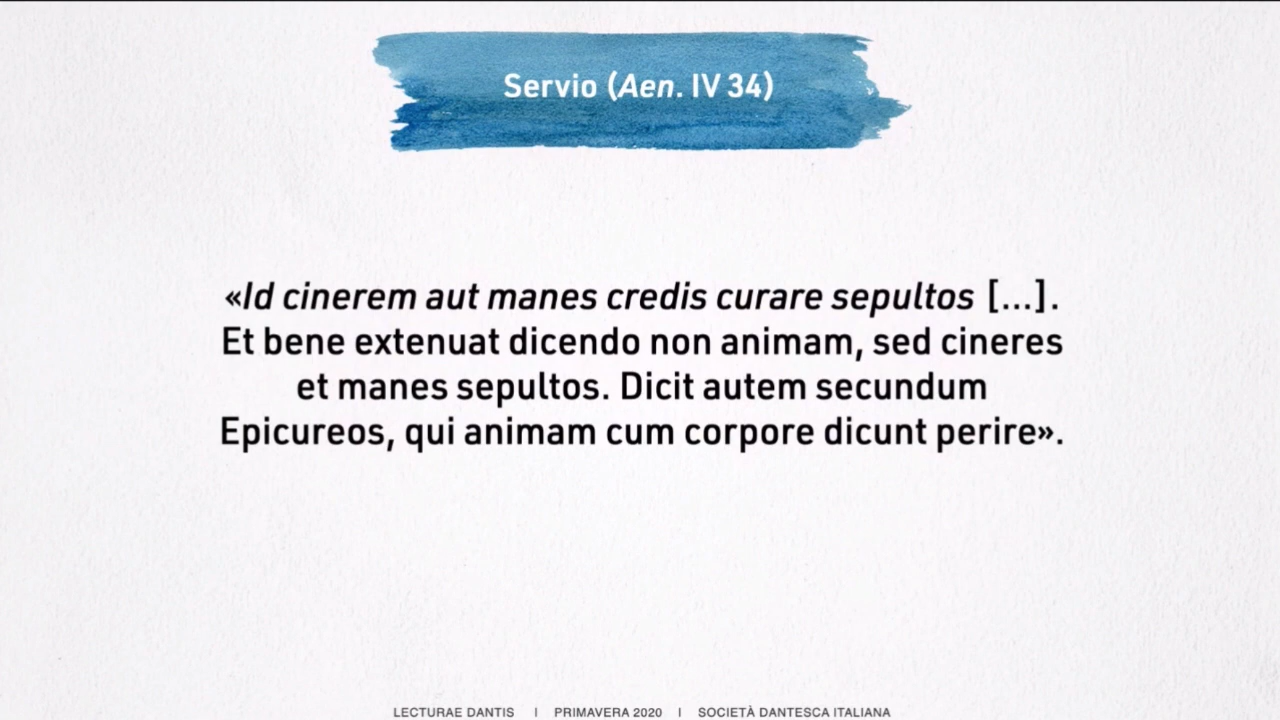 Servio (Aen. IV 34)
«Id cinerem aut manes credis curare sepultos [...].
Et bene extenuat dicendo non animam, sed cineres
et manes sepultos. Dicit autem secundum
Epicureos, qui animam cum corpore dicunt perire».
LECTURAE DANTIS | PRIMAVERA 2020 | SOCIETÀ DANTESCA ITALIANA